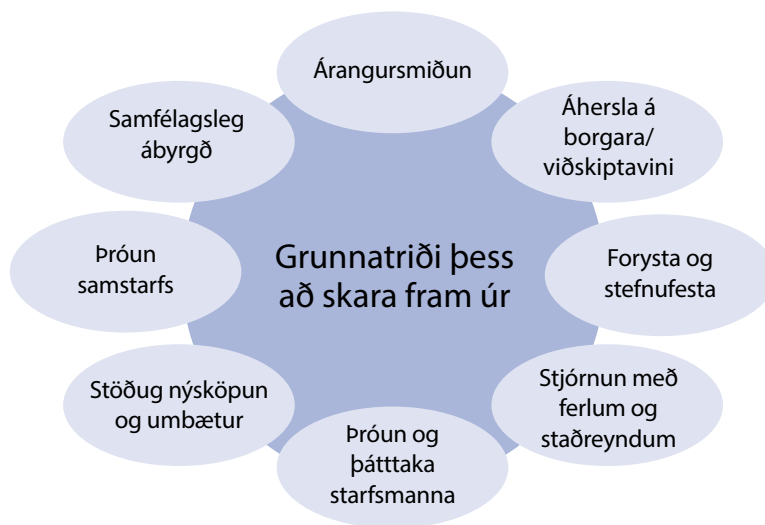 Árangursmiðun
Áhersla á
borgara/
viðskiptavini
Forysta og
stefnufesta
Stjórnun með
ferlum og
staðreyndum
Þróun og
þátttaka
starfsmanna
Stöðug nýsköpun
og umbætur
Þróun
samstarfs
Samfélagsleg
ábyrgð
Grunnatriði þess
að skara fram úr